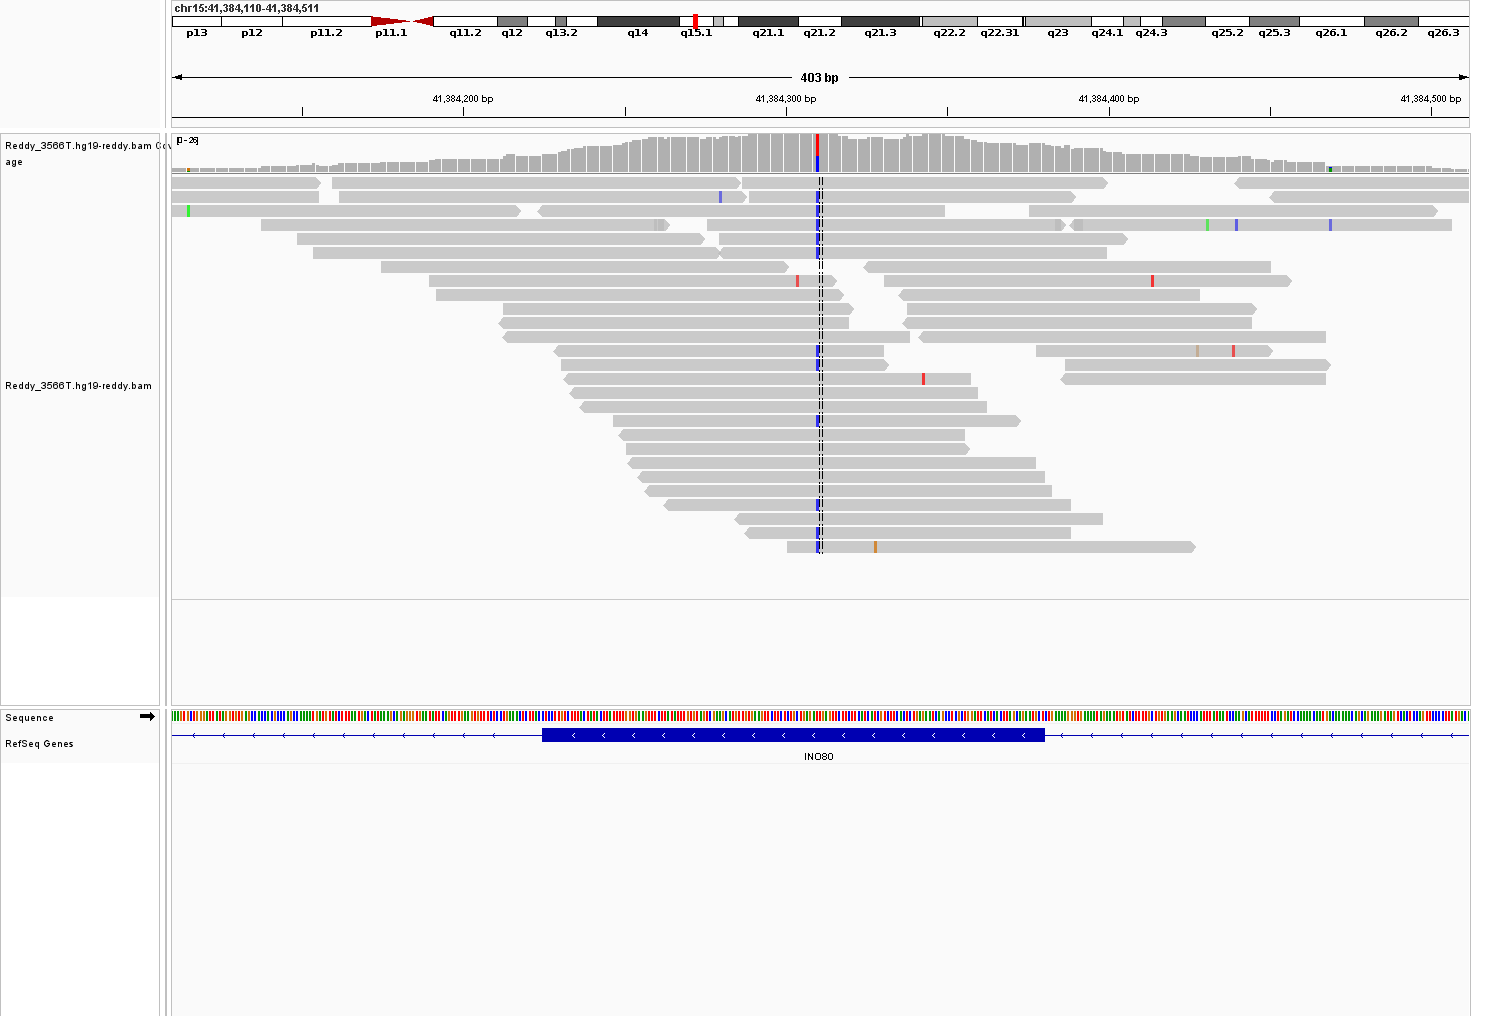 chr15:41,384,110-41,384,511
p13 p12 p11.2 p11.1 q11.2 q12 q13.2 q14 q15.1 q21.1 q21.2 q21.3 q22.2 q22.31 q23 q24.1 q24.3 q25.2 q25.3 q26.1 q26.2 q26.3
403 bp
41,384,200 bp 41,384,300 bp 41,384,400 bp 41,384,500 bp
Reddy_3566T.hg19-reddy.bam Cov
age
[0-26]
Reddy_3566T.hg19-reddy.bam
Sequence
RefSeq Genes
INO80